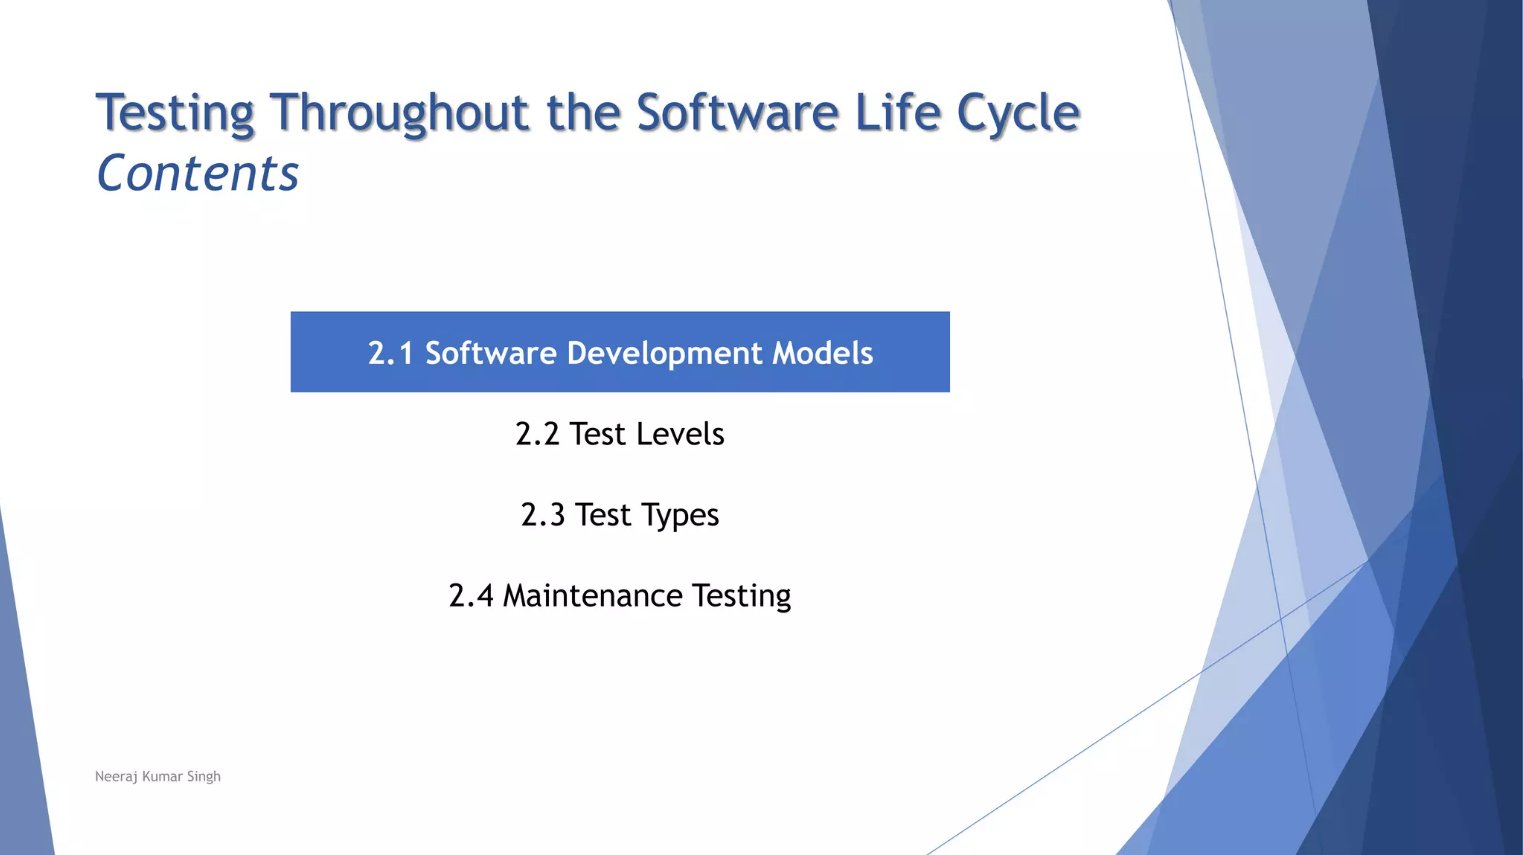 Testing Throughout the Software Life Cycle
Contents
2.1 Software Development Models
2.2 Test Levels
2.3 Test Types
2.4 Maintenance Testing
Neeraj Kumar Singh